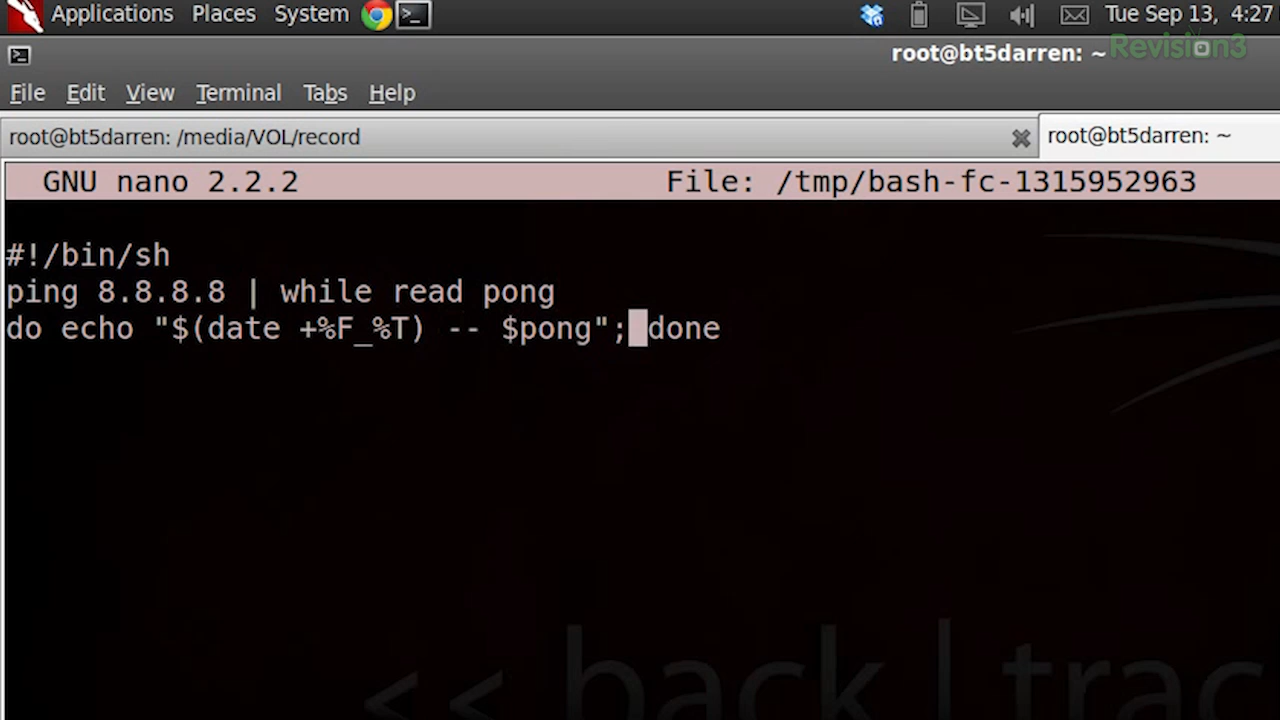 Applications Places System Tue Sep 13, 4:27
root@bt5darren: ~
Revision3
File Edit View Terminal Tabs Help
root@bt5darren: /media/VOL/record root@bt5darren: ~
GNU nano 2.2.2 File: /tmp/bash-fc-1315952963
#!/bin/sh
ping 8.8.8.8 | while read pong
do echo "$(date +%F_%T) -- $pong"; done
<< back | trac